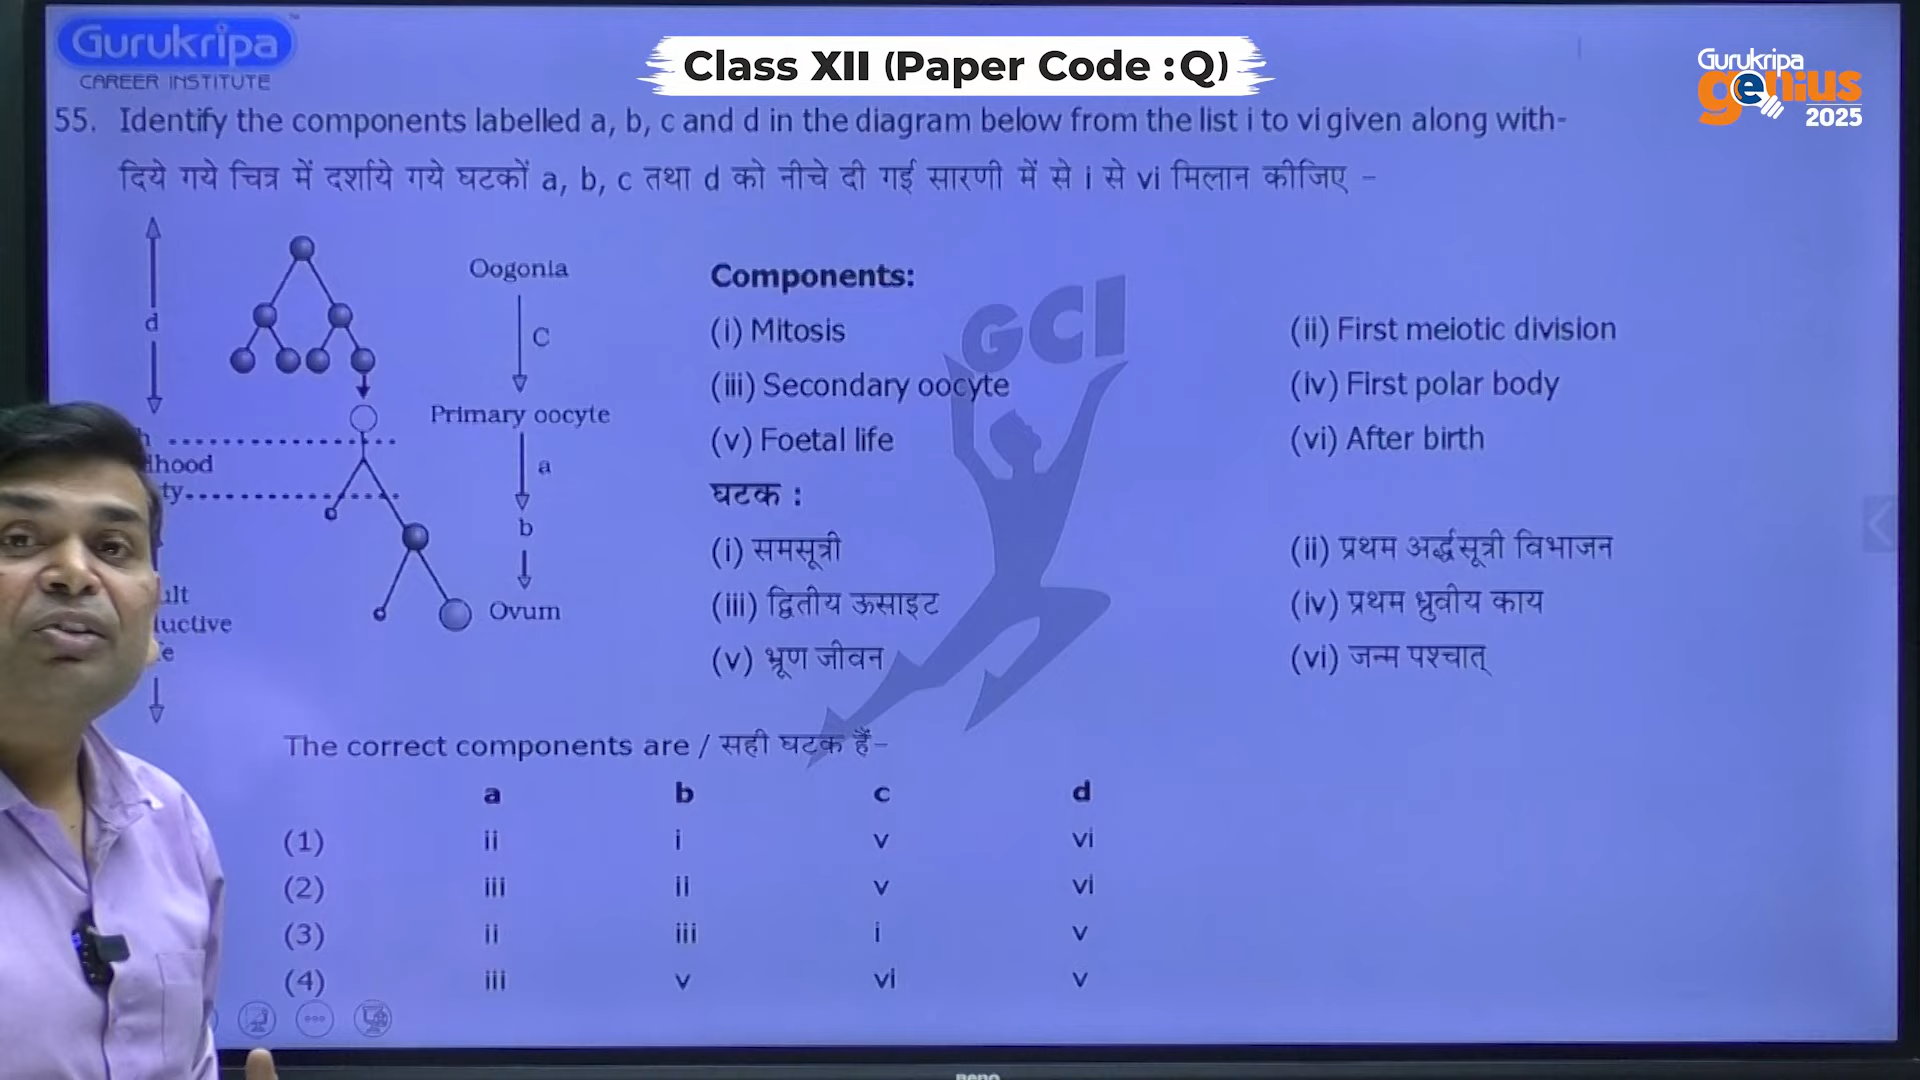 Gurukripa
CAREER INSTITUTE
Class XII (Paper Code :Q)
Gurukripa
genius
2025
55. Identify the components labelled a, b, c and d in the diagram below from the list i to vi given along with-
दिये गये चित्र में दर्शाये गये घटकों a, b, c तथा d को नीचे दी गई सारणी में से i से vi मिलान कीजिए -
d
Oogonia
C
Primary oocyte
a
b
Ovum
GCI
Components:
(i) Mitosis
(ii) First meiotic division
(iii) Secondary oocyte
(iv) First polar body
(v) Foetal life
(vi) After birth
घटक :
(i) समसूत्री
(ii) प्रथम अर्द्धसूत्री विभाजन
(iii) द्वितीय ऊसाइट
(iv) प्रथम ध्रुवीय काय
(v) भ्रूण जीवन
(vi) जन्म पश्चात्
The correct components are / सही घटक हैं-
a b c d
(1) ii i v vi
(2) iii ii v vi
(3) ii iii i v
(4) iii v vi v